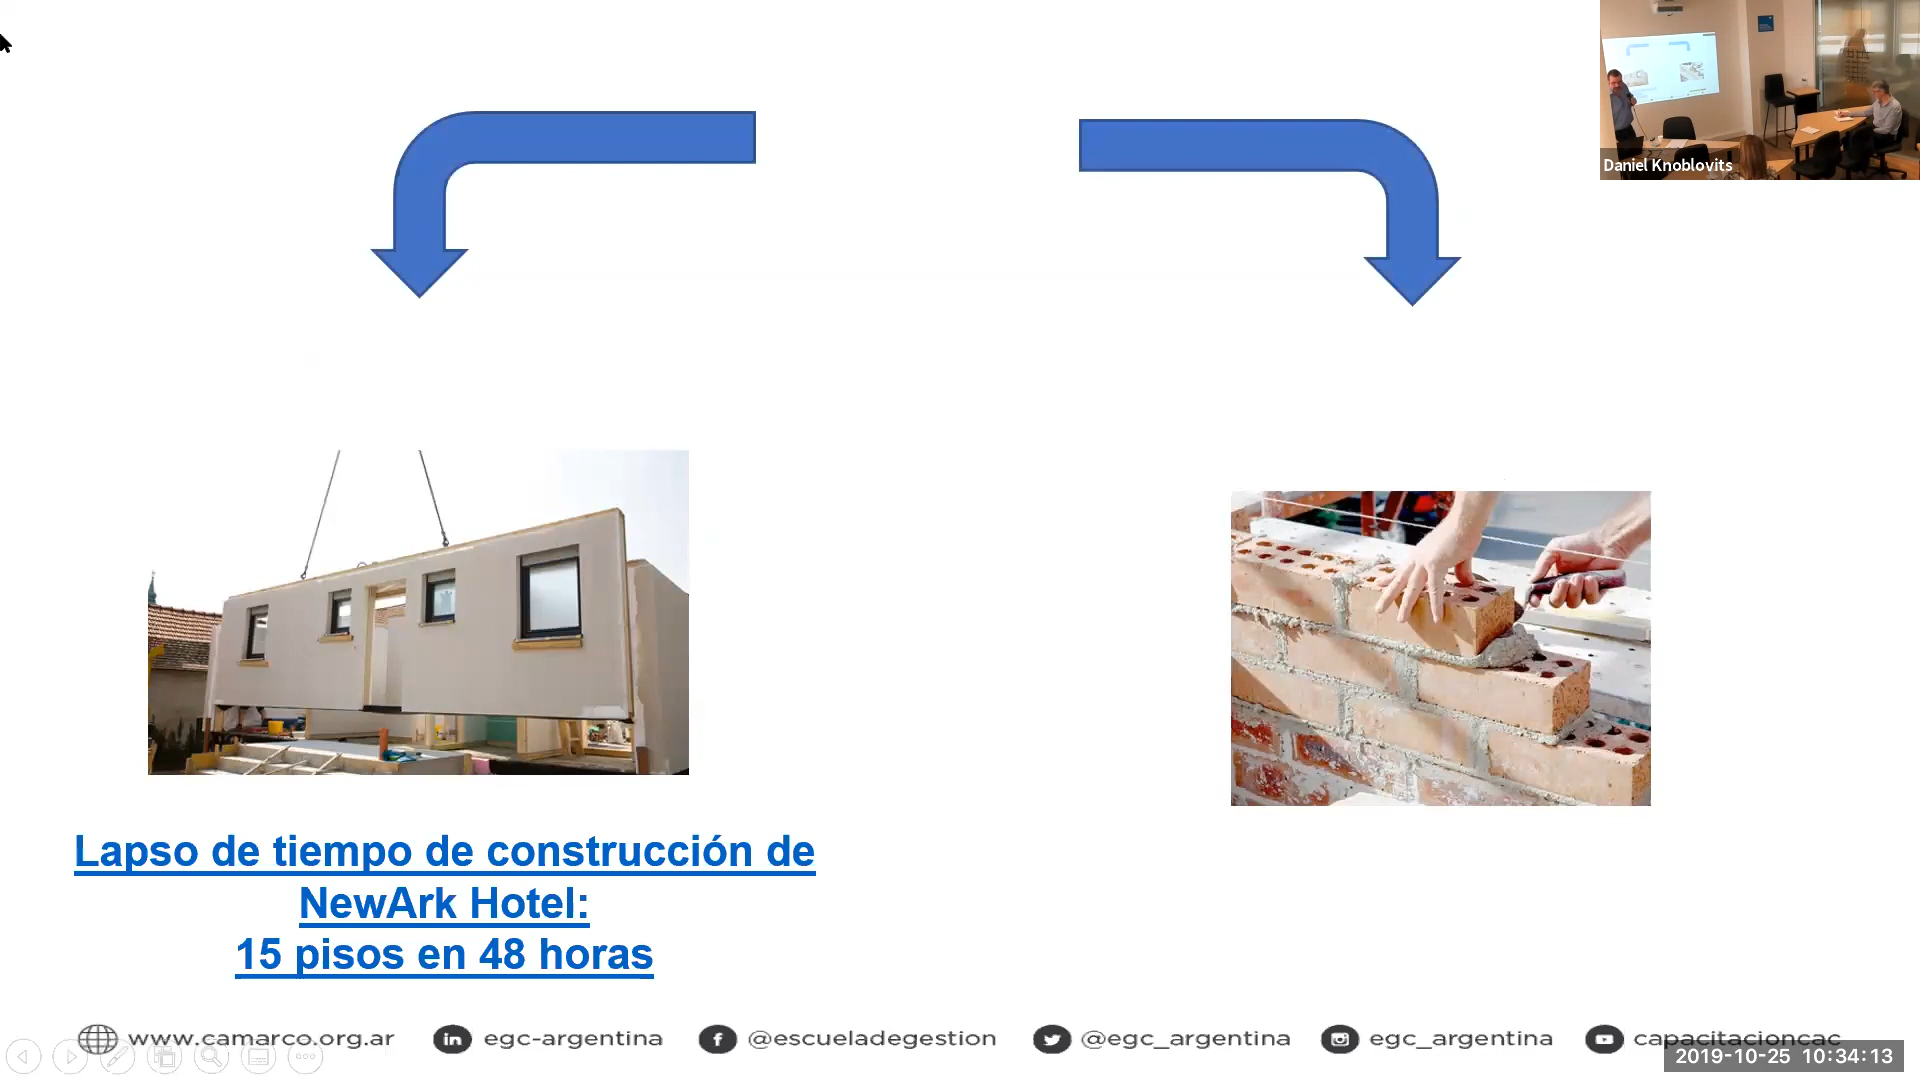 Daniel Knoblovits
Lapso de tiempo de construcción de
NewArk Hotel:
15 pisos en 48 horas
www.camarco.org.ar in egc-argentina f @escueladegestion @egc_argentina egc_argentina capacitacioncac
2019-10-25 10:34:13